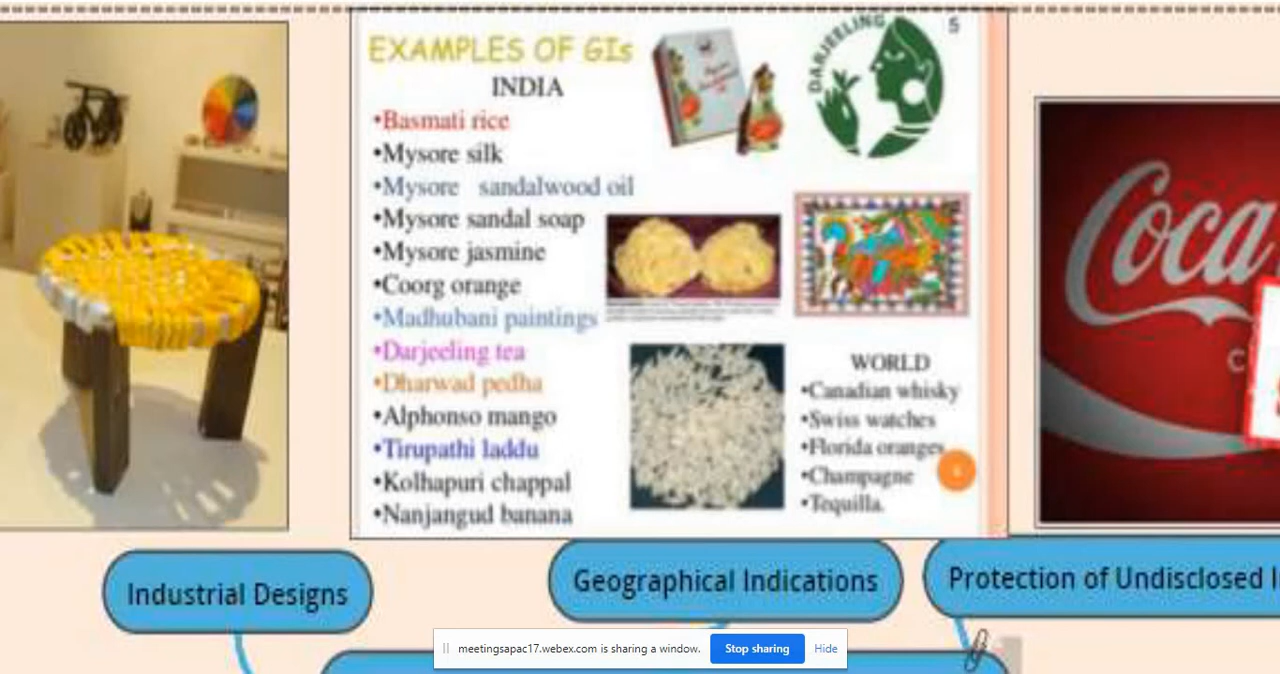 5
EXAMPLES OF GIs
INDIA
•Basmati rice
•Mysore silk
•Mysore sandalwood oil
•Mysore sandal soap
•Mysore jasmine
•Coorg orange
•Madhubani paintings
•Darjeeling tea
•Dharwad pedha
•Alphonso mango
•Tirupathi laddu
•Kolhapuri chappal
•Nanjangud banana
DARJEELING
WORLD
•Canadian whisky
•Swiss watches
•Florida oranges
•Champagne
•Tequilla.
Coca
C
Industrial Designs
Geographical Indications
Protection of Undisclosed I
meetingsapac17.webex.com is sharing a window.
Stop sharing
Hide